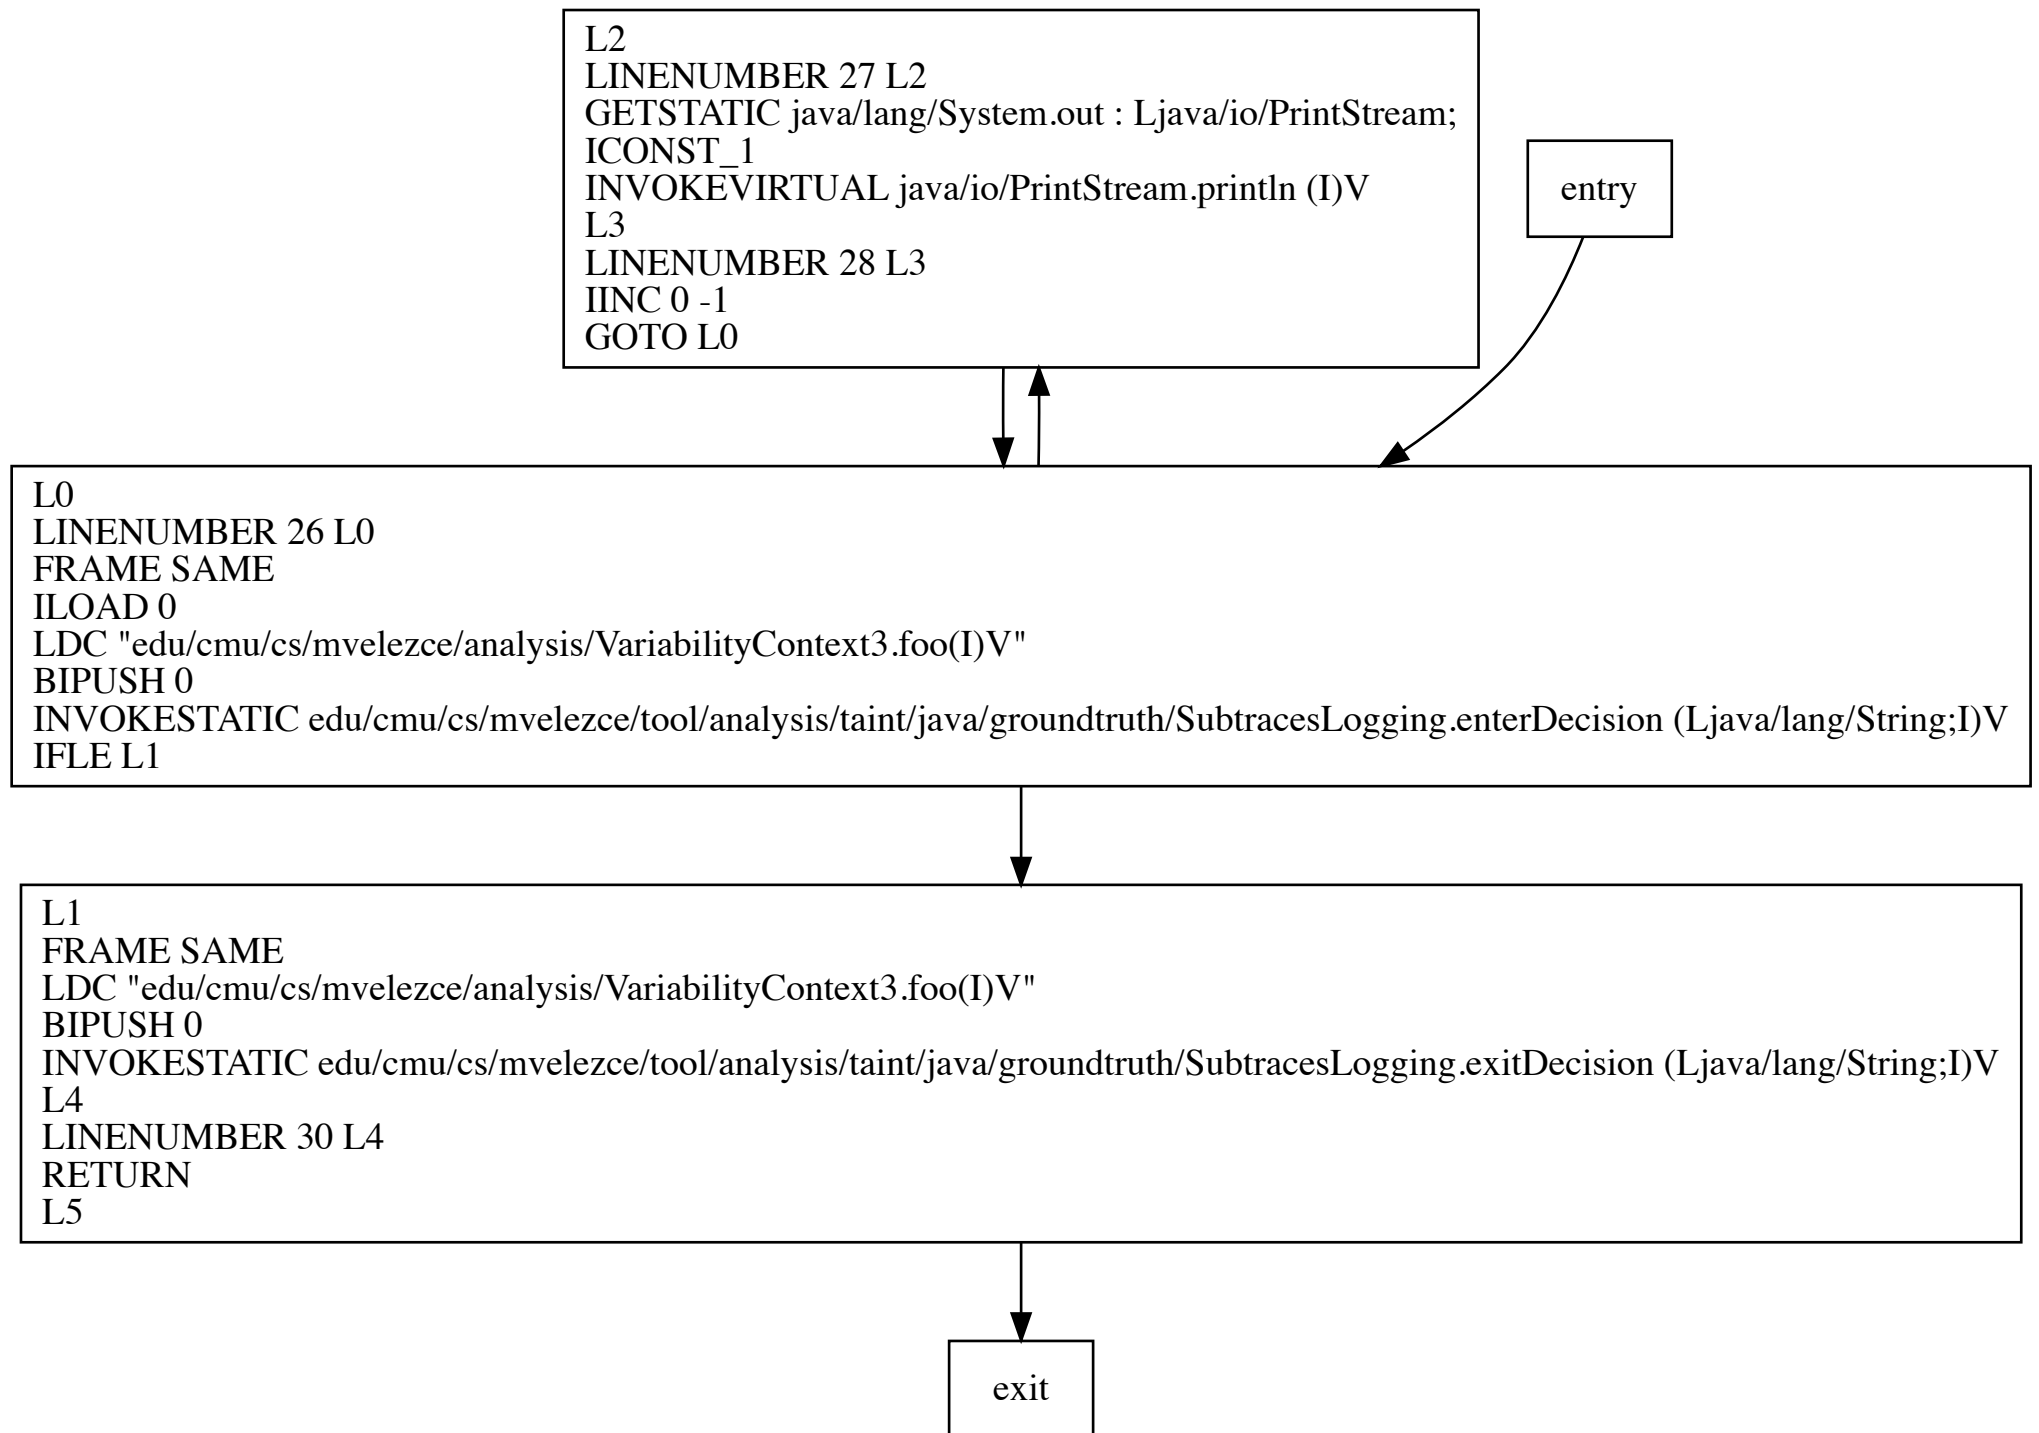 L2
LINENUMBER 27 L2
GETSTATIC java/lang/System.out : Ljava/io/PrintStream;
ICONST_1
INVOKEVIRTUAL java/io/PrintStream.println (I)V
L3
LINENUMBER 28 L3
IINC 0 -1
GOTO L0
entry
L0
LINENUMBER 26 L0
FRAME SAME
ILOAD 0
LDC "edu/cmu/cs/mvelezce/analysis/VariabilityContext3.foo(I)V"
BIPUSH 0
INVOKESTATIC edu/cmu/cs/mvelezce/tool/analysis/taint/java/groundtruth/SubtracesLogging.enterDecision (Ljava/lang/String;I)V
IFLE L1
L1
FRAME SAME
LDC "edu/cmu/cs/mvelezce/analysis/VariabilityContext3.foo(I)V"
BIPUSH 0
INVOKESTATIC edu/cmu/cs/mvelezce/tool/analysis/taint/java/groundtruth/SubtracesLogging.exitDecision (Ljava/lang/String;I)V
L4
LINENUMBER 30 L4
RETURN
L5
exit